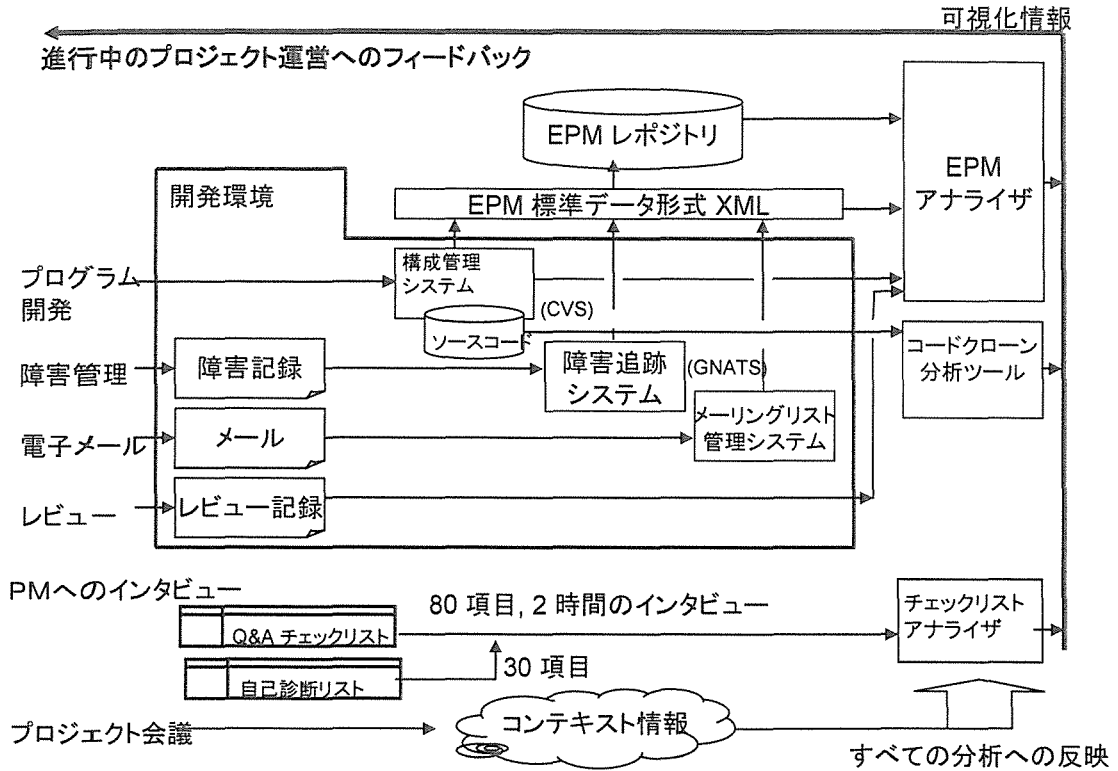 可視化情報
進行中のプロジェクト運営へのフィードバック
EPM レポジトリ
EPM
アナライザ
開発環境
EPM 標準データ形式 XML
プログラム
開発
構成管理
システム
(CVS)
ソースコード
コードクローン
分析ツール
障害管理
障害記録
障害追跡
システム
(GNATS)
電子メール
メール
メーリングリスト
管理システム
レビュー
レビュー記録
PMへのインタビュー
80 項目, 2 時間のインタビュー
Q&A チェックリスト
チェックリスト
アナライザ
30 項目
自己診断リスト
プロジェクト会議
コンテキスト情報
すべての分析への反映